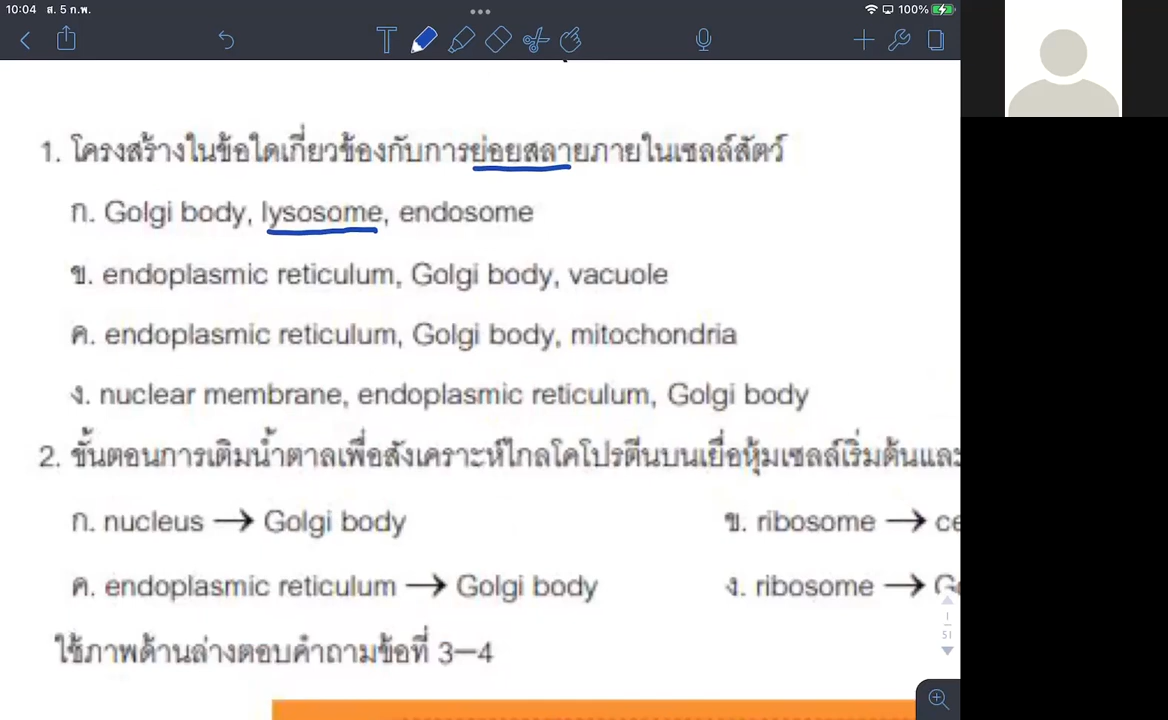 10:04 ส. 5 ก.พ. 100%
1. โครงสร้างในข้อใดเกี่ยวข้องกับการย่อยสลายภายในเซลล์สัตว์
ก. Golgi body, lysosome, endosome
ข. endoplasmic reticulum, Golgi body, vacuole
ค. endoplasmic reticulum, Golgi body, mitochondria
ง. nuclear membrane, endoplasmic reticulum, Golgi body
2. ขั้นตอนการเติมน้ำตาลเพื่อสังเคราะห์ไกลโคโปรตีนบนเยื่อหุ้มเซลล์เริ่มต้นและ
ก. nucleus → Golgi body ข. ribosome → ce
ค. endoplasmic reticulum → Golgi body ง. ribosome → Go
1
51
ใช้ภาพด้านล่างตอบคำถามข้อที่ 3–4